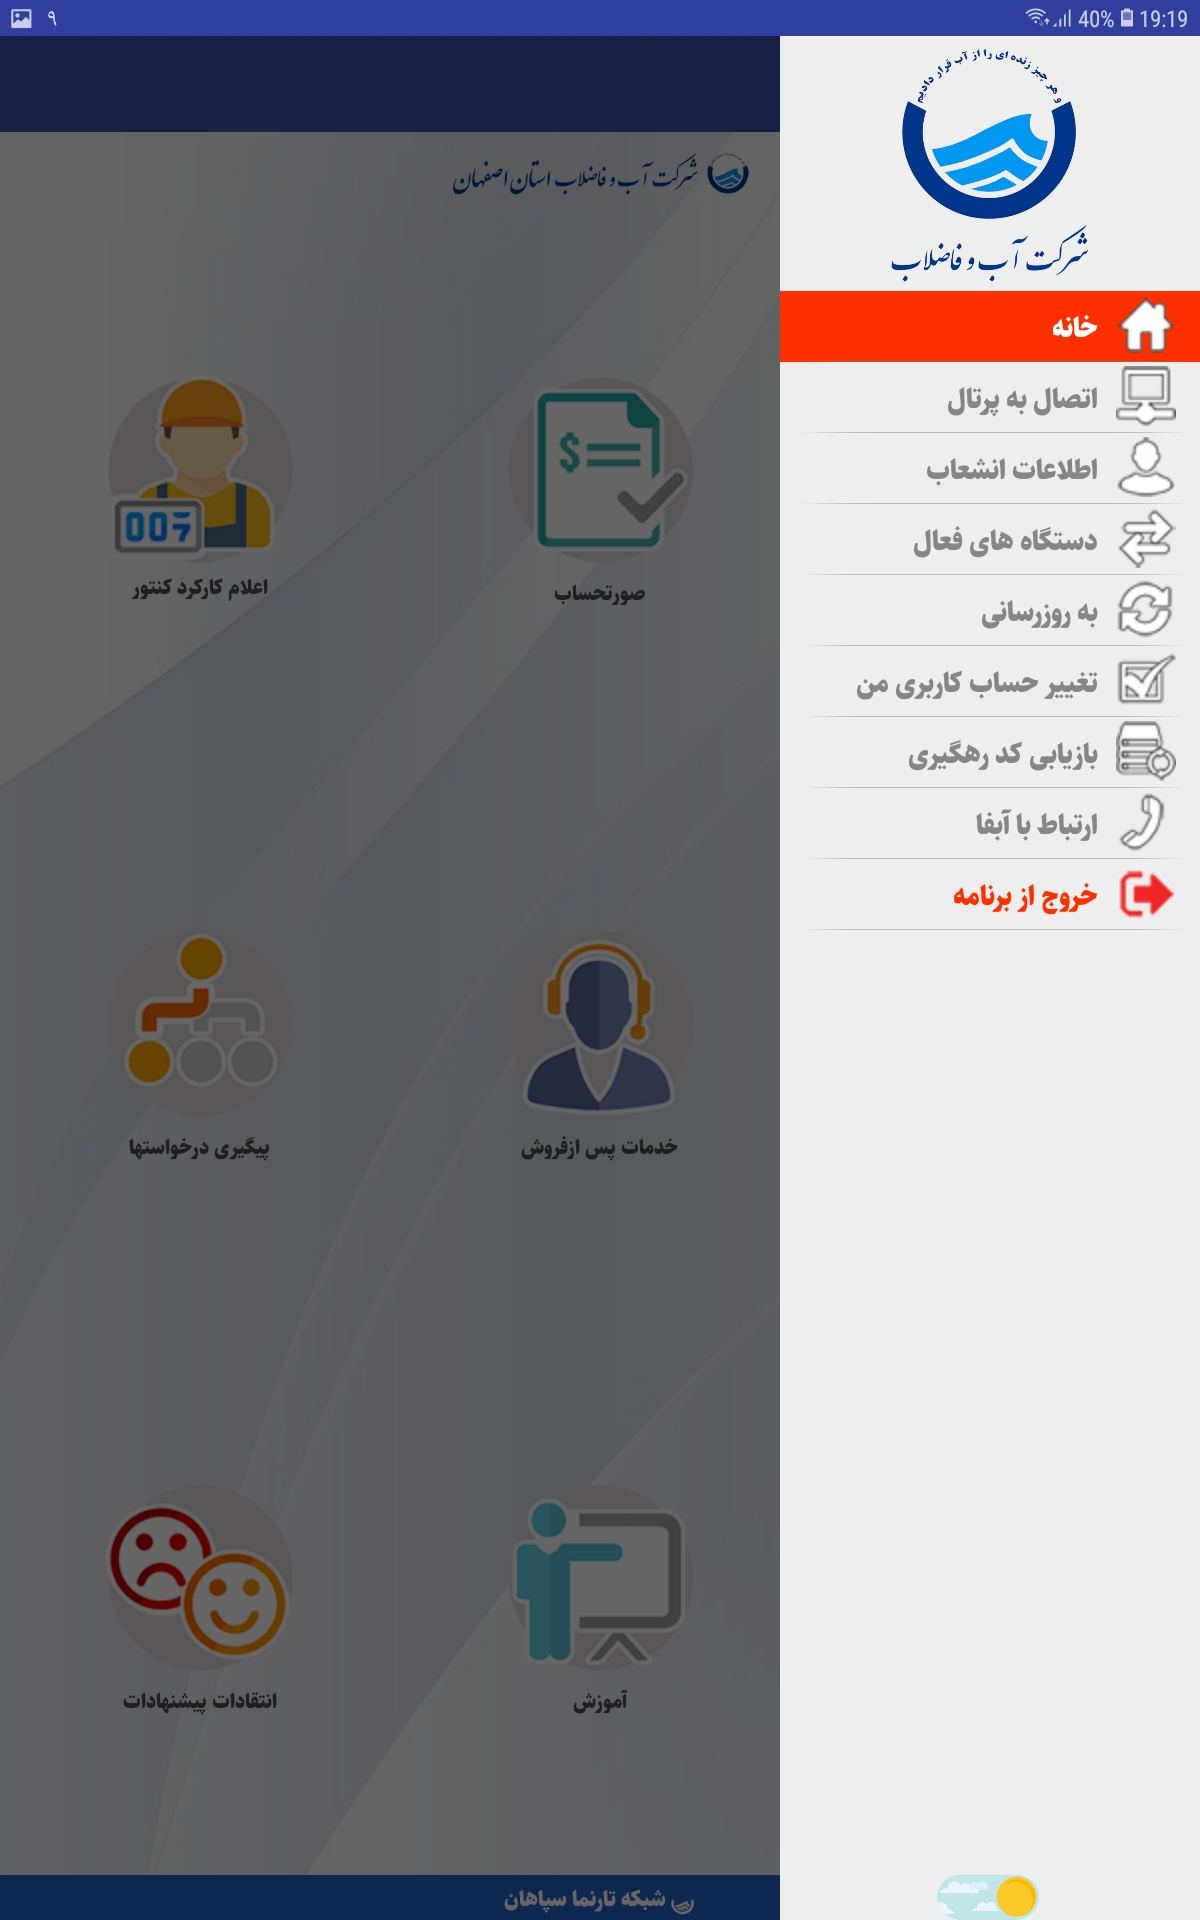 ۹
40% 19:19
و هر چیز زنده ای را از آب قرار دادیم
شرکت آب و فاضلاب
خانه
اتصال به پرتال
اطلاعات انشعاب
دستگاه های فعال
به روزرسانی
تغییر حساب کاربری من
بازیابی کد رهگیری
ارتباط با آبفا
خروج از برنامه
شرکت آب و فاضلاب استان اصفهان
صورتحساب
007
اعلام کارکرد کنتور
خدمات پس ازفروش
پیگیری درخواستها
آموزش
انتقادات پیشنهادات
شبکه تارنما سپاهان